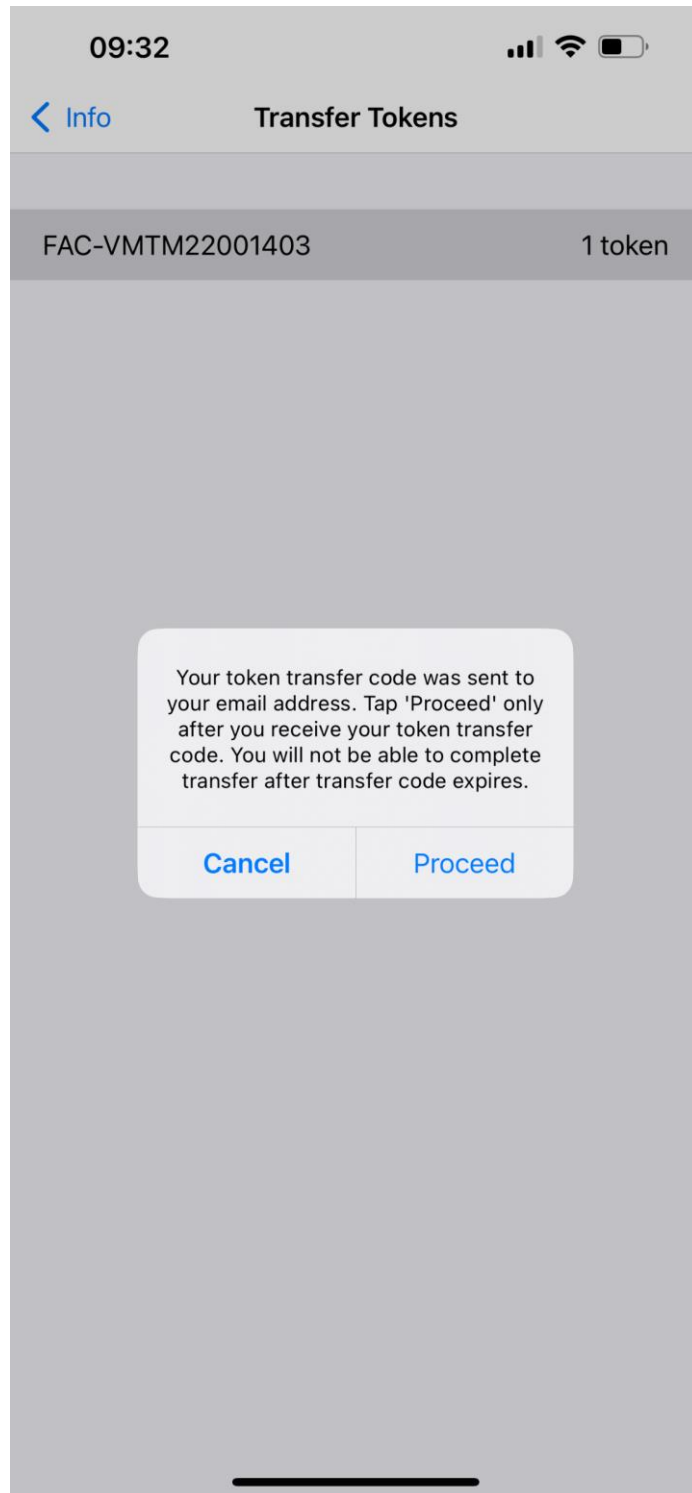 09:32
Info
Transfer Tokens
FAC-VMTM22001403 1 token
Your token transfer code was sent to
your email address. Tap 'Proceed' only
after you receive your token transfer
code. You will not be able to complete
transfer after transfer code expires.
Cancel Proceed